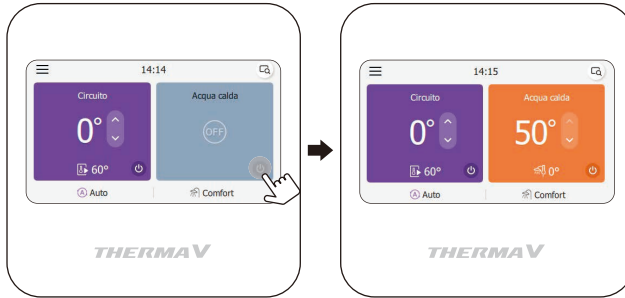 14:14
Circuito
Acqua calda
0°
OFF
60°
A Auto
Comfort
THERMA V
14:15
Circuito
Acqua calda
0°
50°
60°
0°
A Auto
Comfort
THERMA V